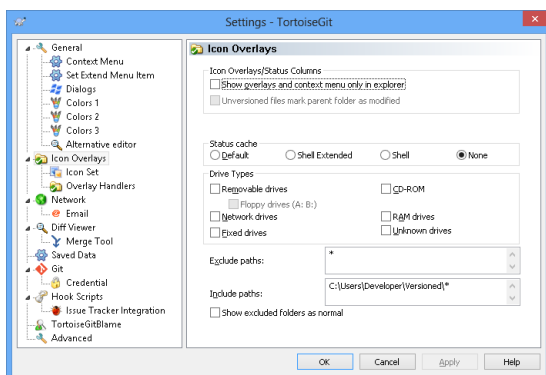 Settings - TortoiseGit
General
Context Menu
Set Extend Menu Item
Dialogs
Colors 1
Colors 2
Colors 3
Alternative editor
Icon Overlays
Icon Set
Overlay Handlers
Network
Email
Diff Viewer
Merge Tool
Saved Data
Git
Credential
Hook Scripts
Issue Tracker Integration
TortoiseGitBlame
Advanced
Icon Overlays
Icon Overlays/Status Columns
Show overlays and context menu only in explorer
Unversioned files mark parent folder as modified
Status cache
Default Shell Extended Shell None
Drive Types
Removable drives CD-ROM
Floppy drives (A: B:)
Network drives RAM drives
Fixed drives Unknown drives
Exclude paths: *
Include paths: C:\Users\Developer\Versioned\*
Show excluded folders as normal
OK Cancel Apply Help